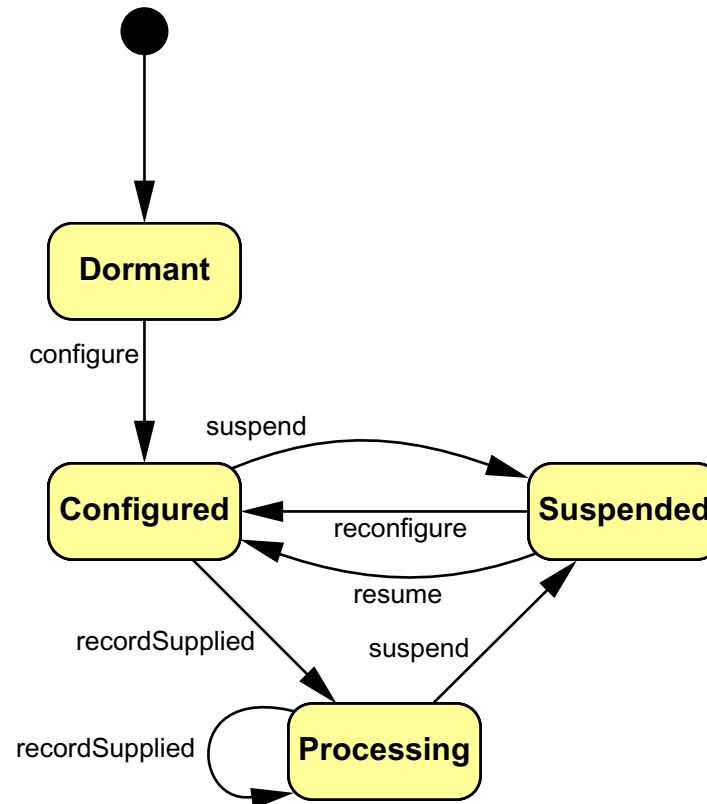 Dormant
configure
suspend
Configured
Suspended
reconfigure
resume
recordSupplied
suspend
recordSupplied
Processing